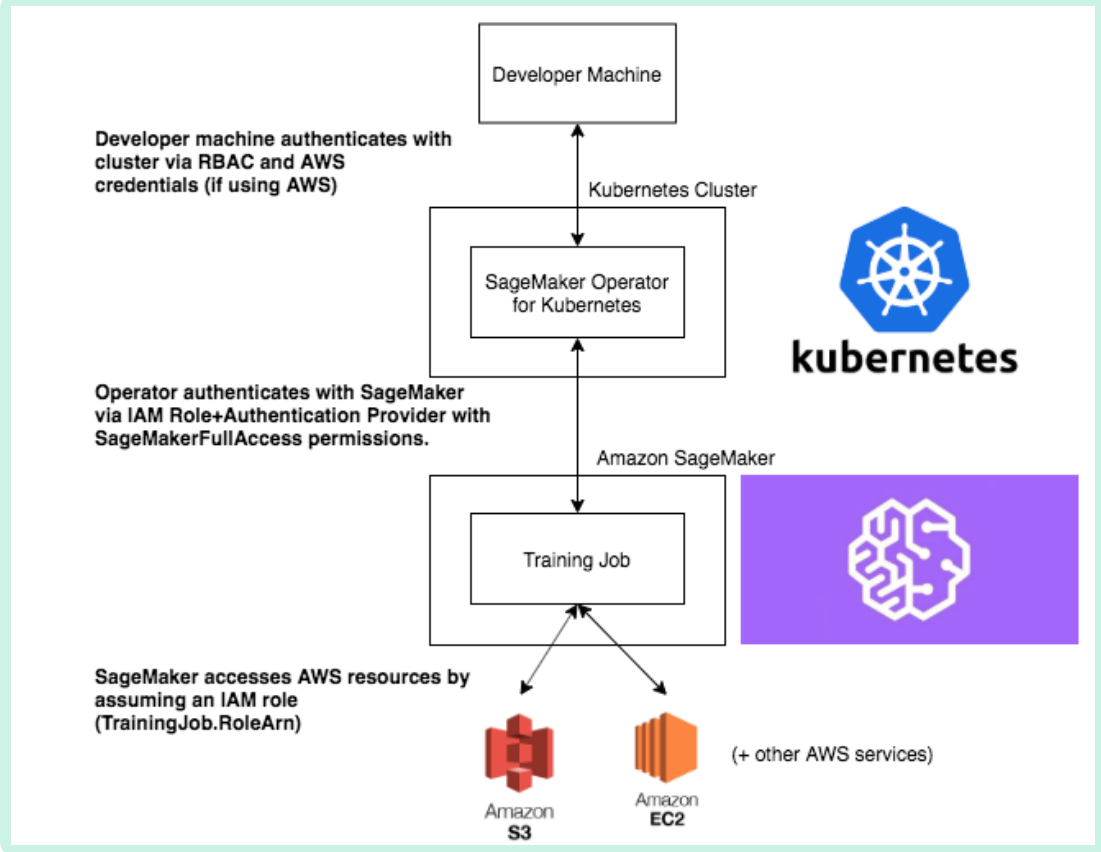 Developer Machine
Developer machine authenticates with
cluster via RBAC and AWS
credentials (if using AWS)
Kubernetes Cluster
SageMaker Operator
for Kubernetes
kubernetes
Operator authenticates with SageMaker
via IAM Role+Authentication Provider with
SageMakerFullAccess permissions.
Amazon SageMaker
Training Job
SageMaker accesses AWS resources by
assuming an IAM role
(TrainingJob.RoleArn)
Amazon
S3
Amazon
EC2
(+ other AWS services)